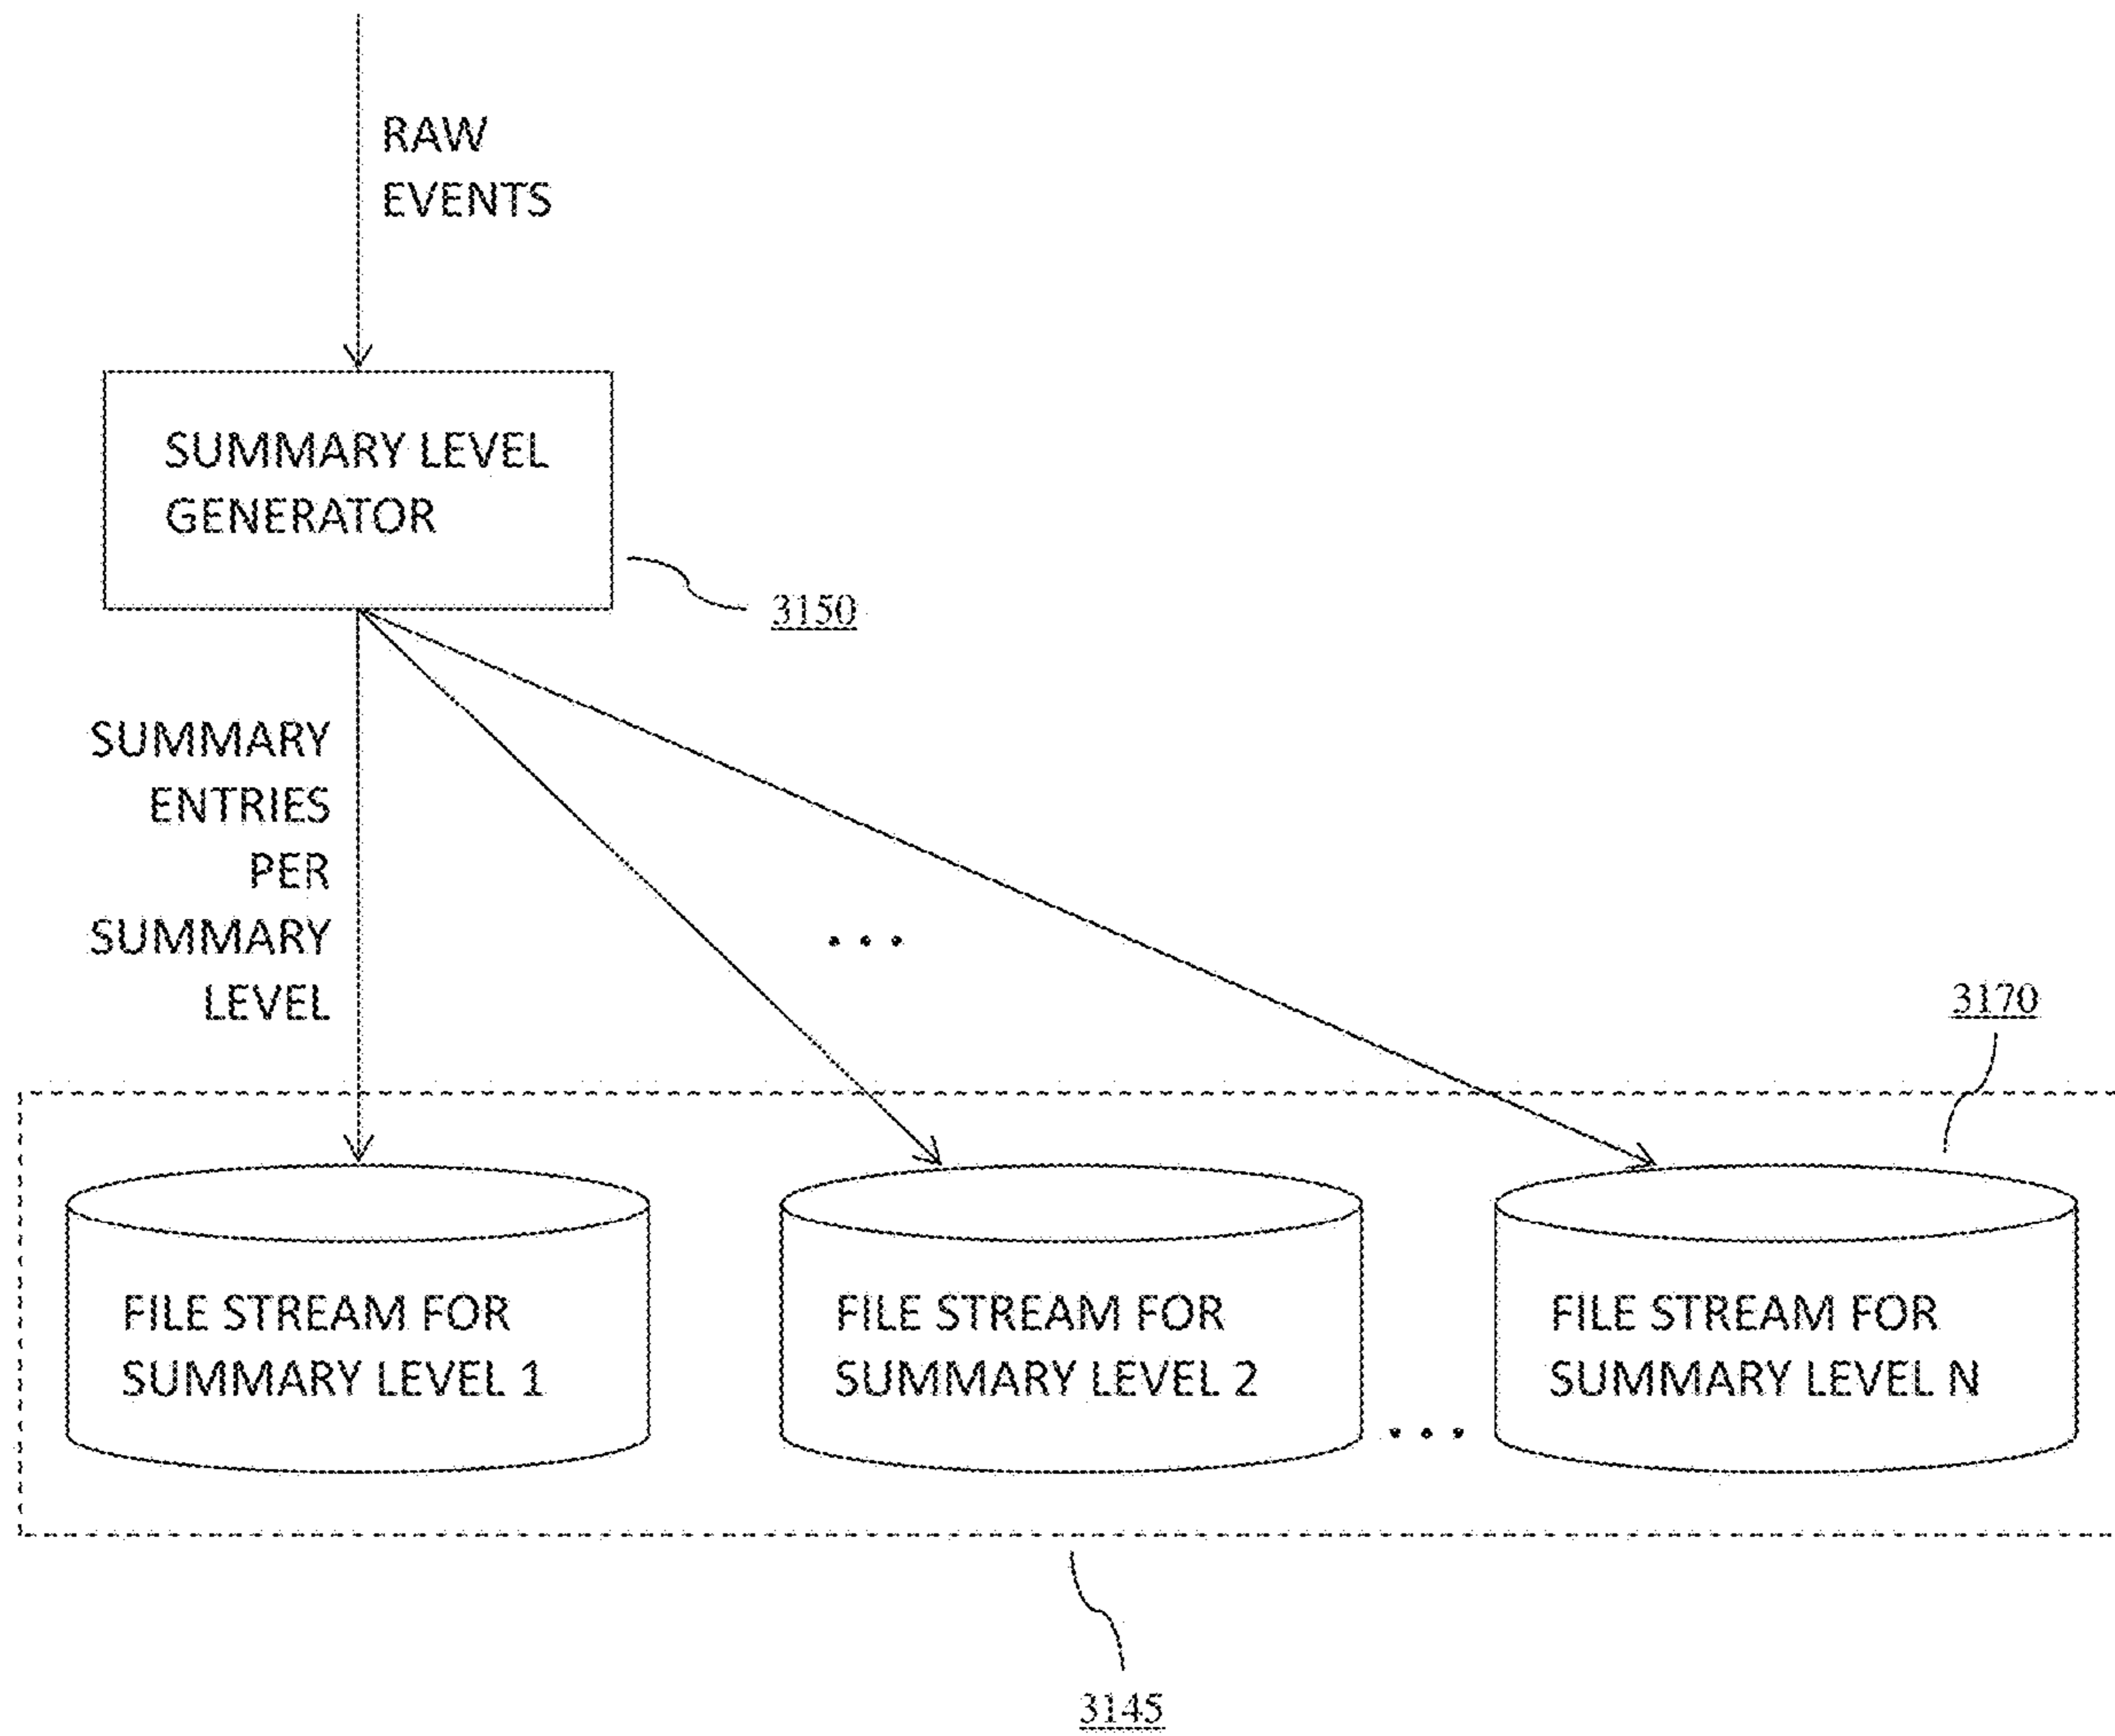 RAW
EVENTS
SUMMARY LEVEL
GENERATOR
3150
SUMMARY
ENTRIES
PER
SUMMARY
LEVEL
...
3170
FILE STREAM FOR
SUMMARY LEVEL 1
FILE STREAM FOR
SUMMARY LEVEL 2
...
FILE STREAM FOR
SUMMARY LEVEL N
3145